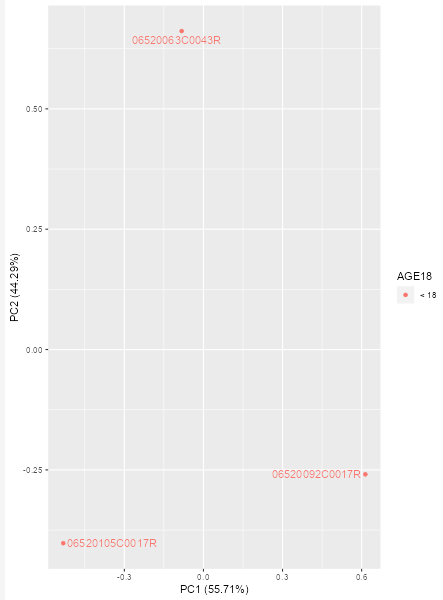 06520063C0043R
0.50
0.25
0.00
-0.25
PC2 (44.29%)
06520092C0017R
06520105C0017R
-0.3
0.0
0.3
0.6
PC1 (55.71%)
AGE18
< 18